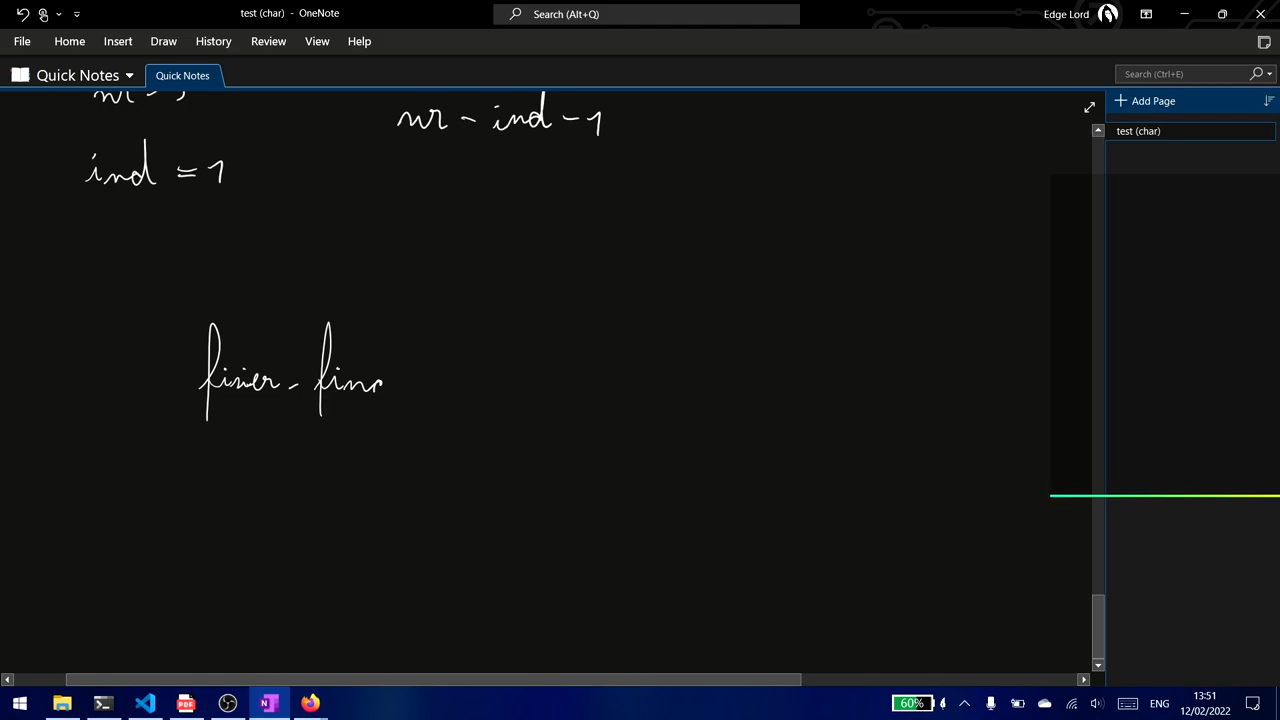 test (char) - OneNote
Search (Alt+Q)
Edge Lord
File Home Insert Draw History Review View Help
Quick Notes
Quick Notes
Search (Ctrl+E)
Add Page
test (char)
nr - ind - 1
ind = 1
fisier -
60%
ENG
13:51
12/02/2022